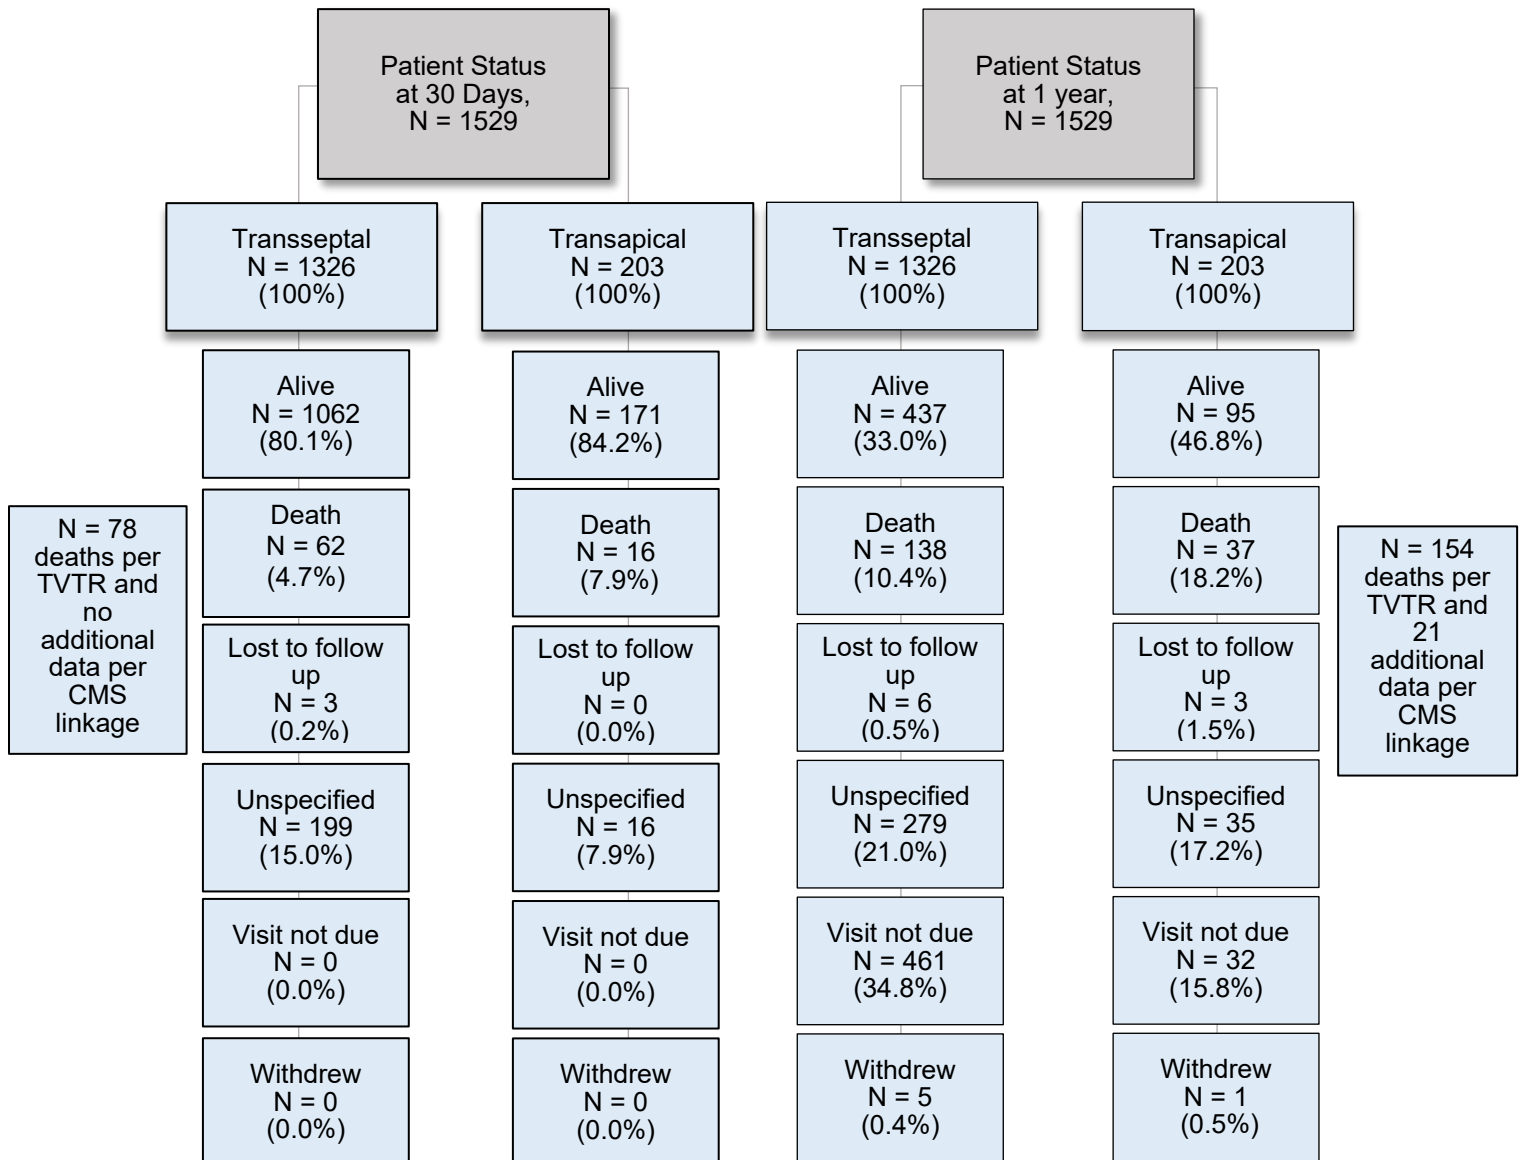 Patient Status
at 30 Days,
N = 1529
Patient Status
at 1 year,
N = 1529
Transseptal
N = 1326
(100%)
Transapical
N = 203
(100%)
Transseptal
N = 1326
(100%)
Transapical
N = 203
(100%)
Alive
N = 1062
(80.1%)
Alive
N = 171
(84.2%)
Alive
N = 437
(33.0%)
Alive
N = 95
(46.8%)
N = 78
deaths per
TVTR and
no
additional
data per
CMS
linkage
Death
N = 62
(4.7%)
Death
N = 16
(7.9%)
Death
N = 138
(10.4%)
Death
N = 37
(18.2%)
N = 154
deaths per
TVTR and
21
additional
data per
CMS
linkage
Lost to follow
up
N = 3
(0.2%)
Lost to follow
up
N = 0
(0.0%)
Lost to follow
up
N = 6
(0.5%)
Lost to follow
up
N = 3
(1.5%)
Unspecified
N = 199
(15.0%)
Unspecified
N = 16
(7.9%)
Unspecified
N = 279
(21.0%)
Unspecified
N = 35
(17.2%)
Visit not due
N = 0
(0.0%)
Visit not due
N = 0
(0.0%)
Visit not due
N = 461
(34.8%)
Visit not due
N = 32
(15.8%)
Withdrew
N = 0
(0.0%)
Withdrew
N = 0
(0.0%)
Withdrew
N = 5
(0.4%)
Withdrew
N = 1
(0.5%)